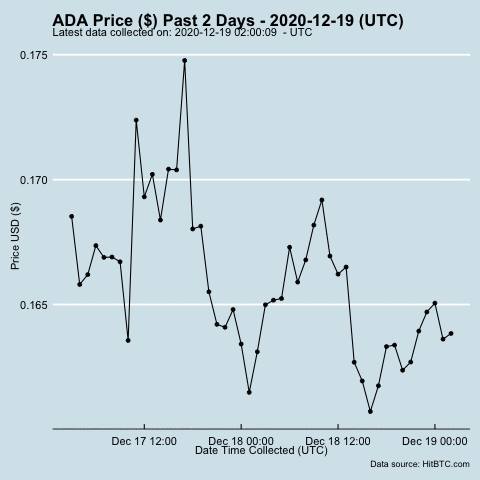 ADA Price ($) Past 2 Days - 2020-12-19 (UTC)
Latest data collected on: 2020-12-19 02:00:09 - UTC
0.175
0.170
0.165
Price USD ($)
Dec 17 12:00 Dec 18 00:00 Dec 18 12:00 Dec 19 00:00
Date Time Collected (UTC)
Data source: HitBTC.com